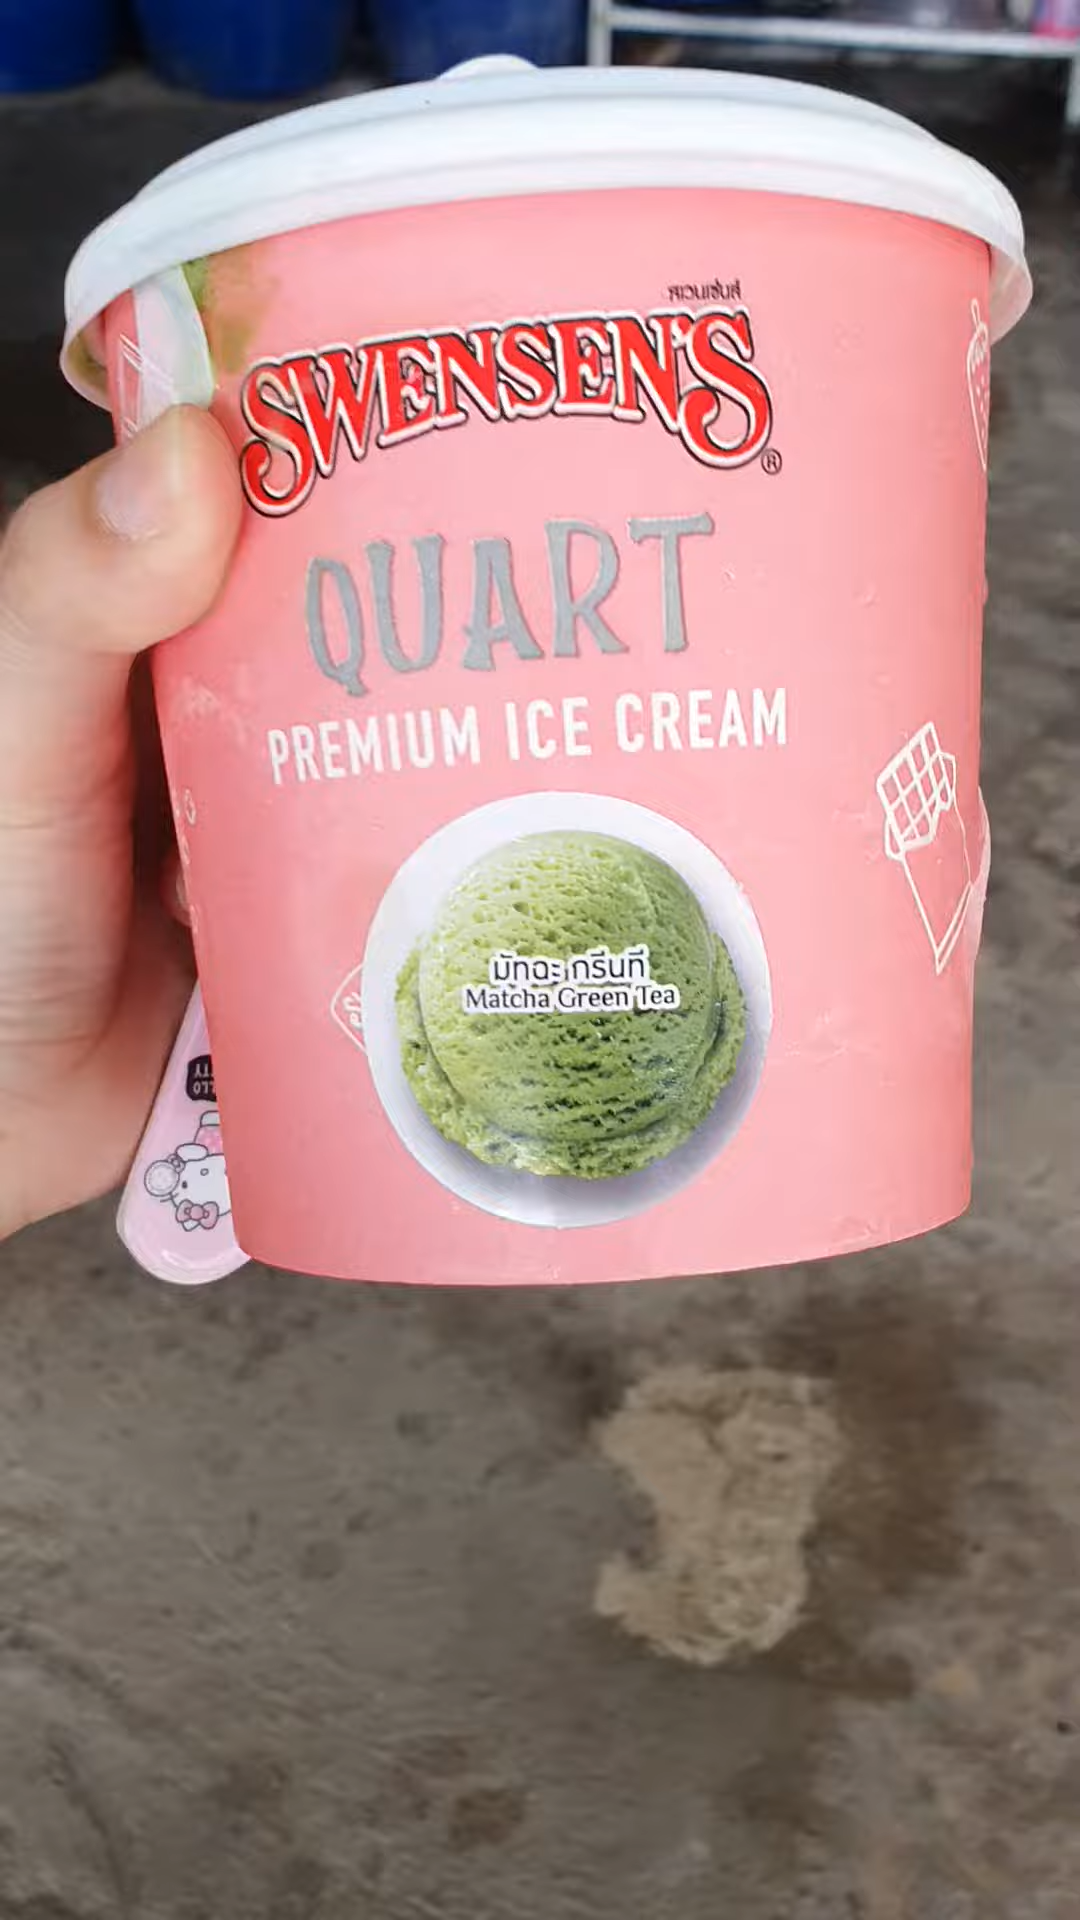 สเวนเซ่นส์
SWENSEN'S®
QUART
PREMIUM ICE CREAM
มัทฉะ กรีนที
Matcha Green Tea